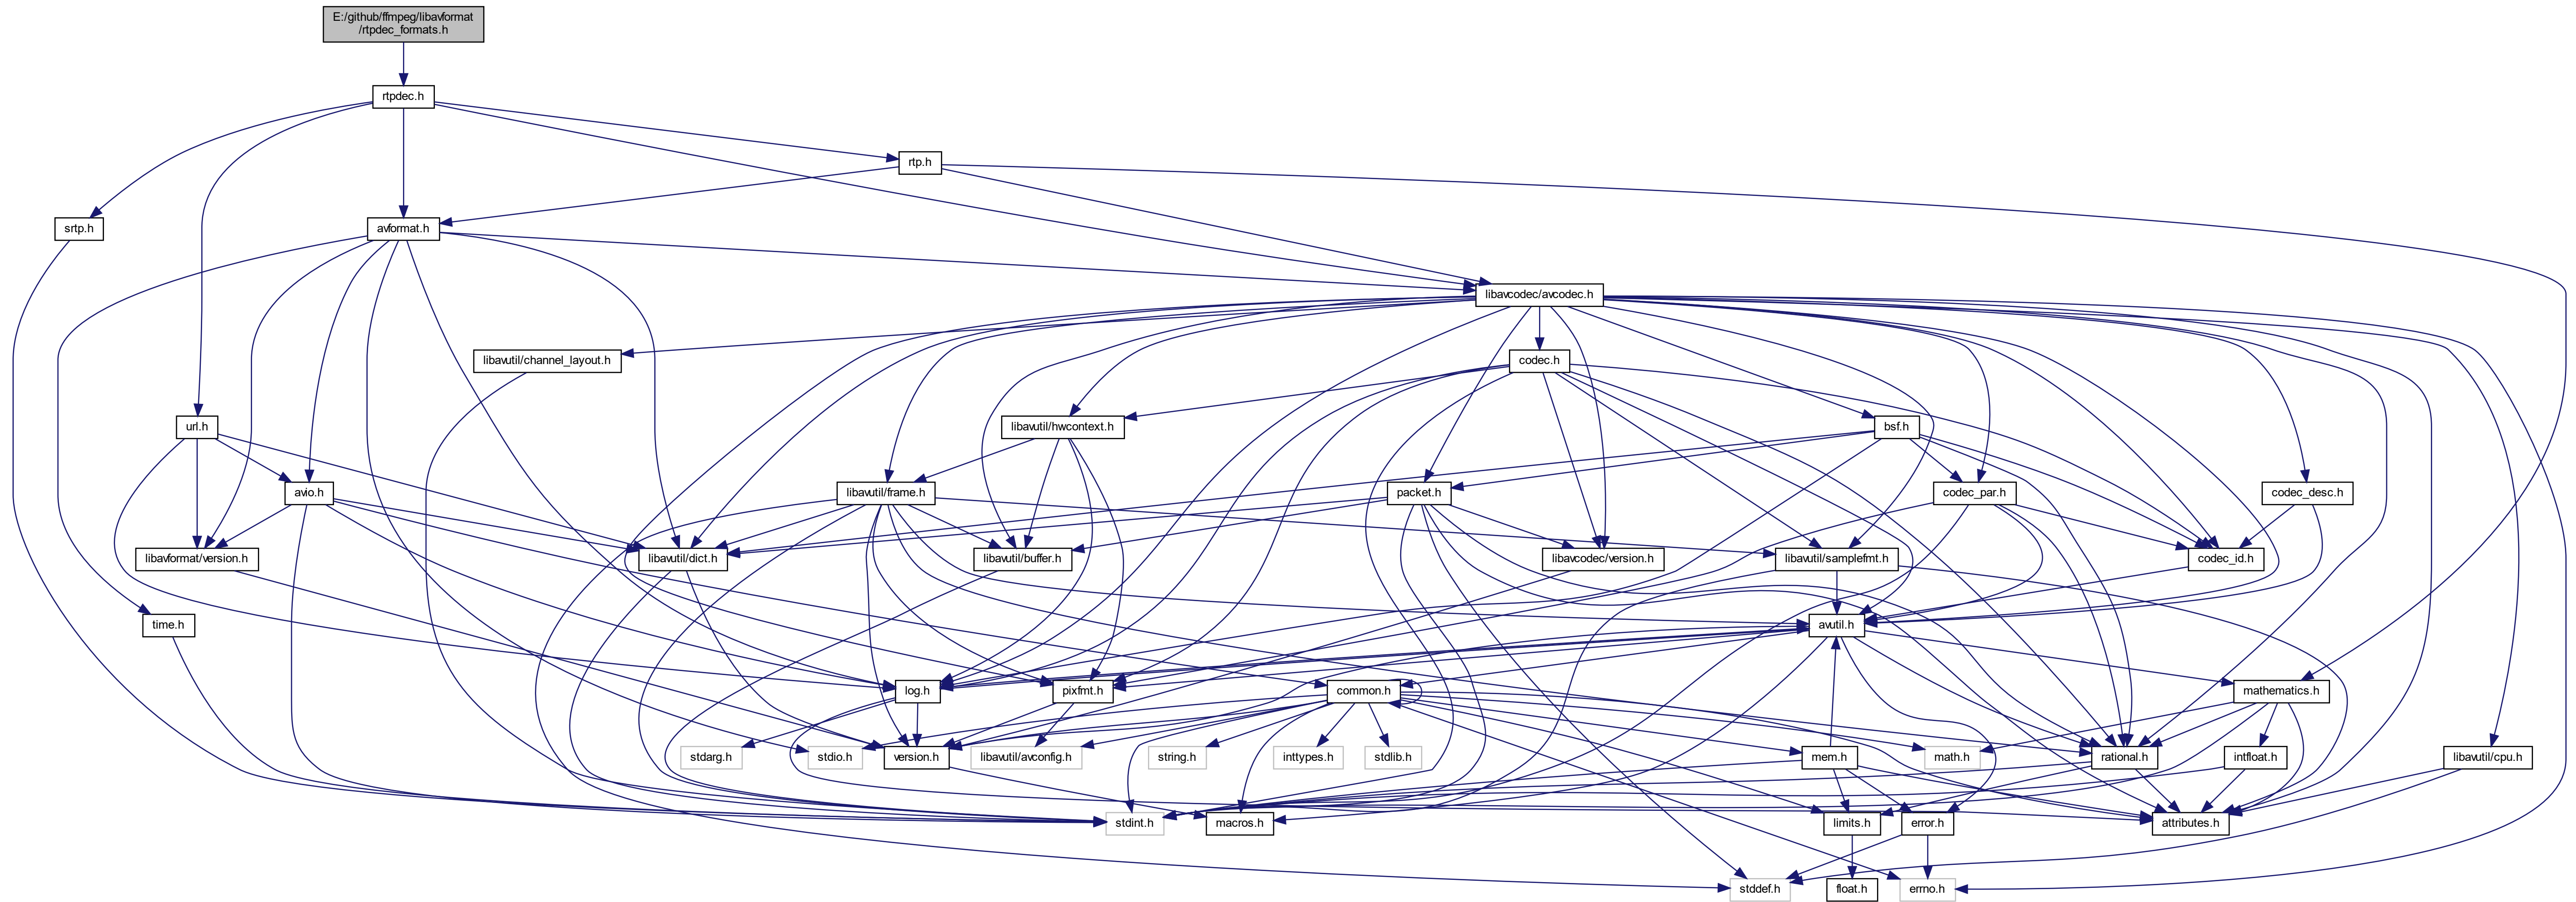 E:/github/ffmpeg/libavformat
/rtpdec_formats.h
rtpdec.h
rtp.h
srtp.h
avformat.h
libavcodec/avcodec.h
libavutil/channel_layout.h
codec.h
url.h
libavutil/hwcontext.h
bsf.h
avio.h
libavutil/frame.h
packet.h
codec_par.h
codec_desc.h
libavformat/version.h
libavutil/dict.h
libavutil/buffer.h
libavcodec/version.h
libavutil/samplefmt.h
codec_id.h
time.h
avutil.h
log.h
pixfmt.h
common.h
mathematics.h
stdarg.h
stdio.h
version.h
libavutil/avconfig.h
string.h
inttypes.h
stdlib.h
mem.h
math.h
rational.h
intfloat.h
libavutil/cpu.h
stdint.h
macros.h
limits.h
error.h
attributes.h
stddef.h
float.h
errno.h